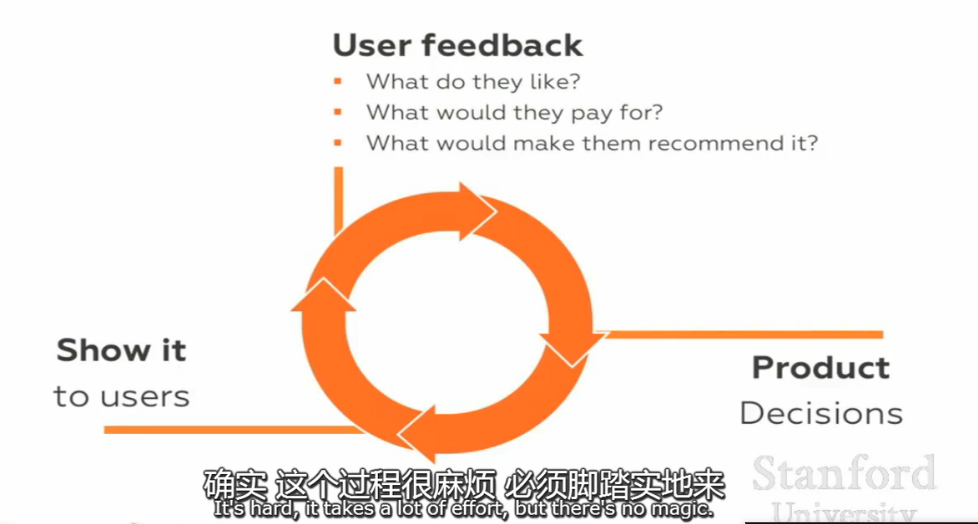 User feedback
▪ What do they like?
▪ What would they pay for?
▪ What would make them recommend it?
Show it
to users
Product
Decisions
Stanford
University
确实 这个过程很麻烦 必须脚踏实地来
It's hard, it takes a lot of effort, but there's no magic.